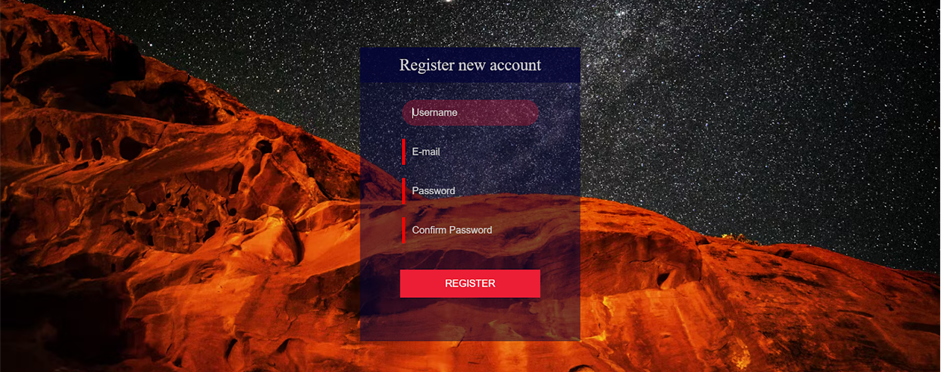 Register new account
Username
E-mail
Password
Confirm Password
REGISTER